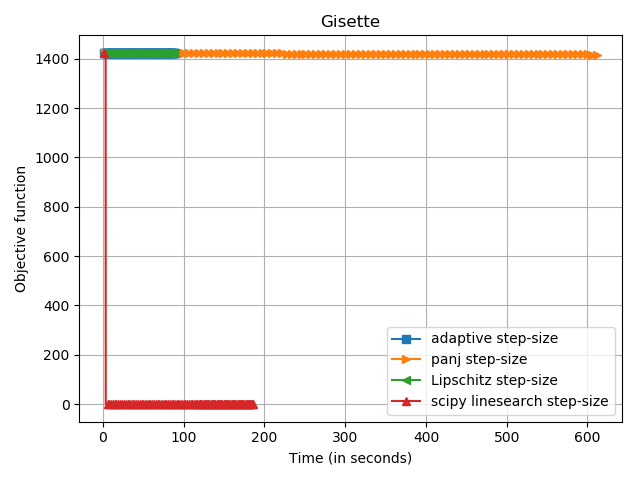 Gisette
Objective function
1400
1200
1000
800
600
400
200
0
0 100 200 300 400 500 600
Time (in seconds)
adaptive step-size
panj step-size
Lipschitz step-size
scipy linesearch step-size